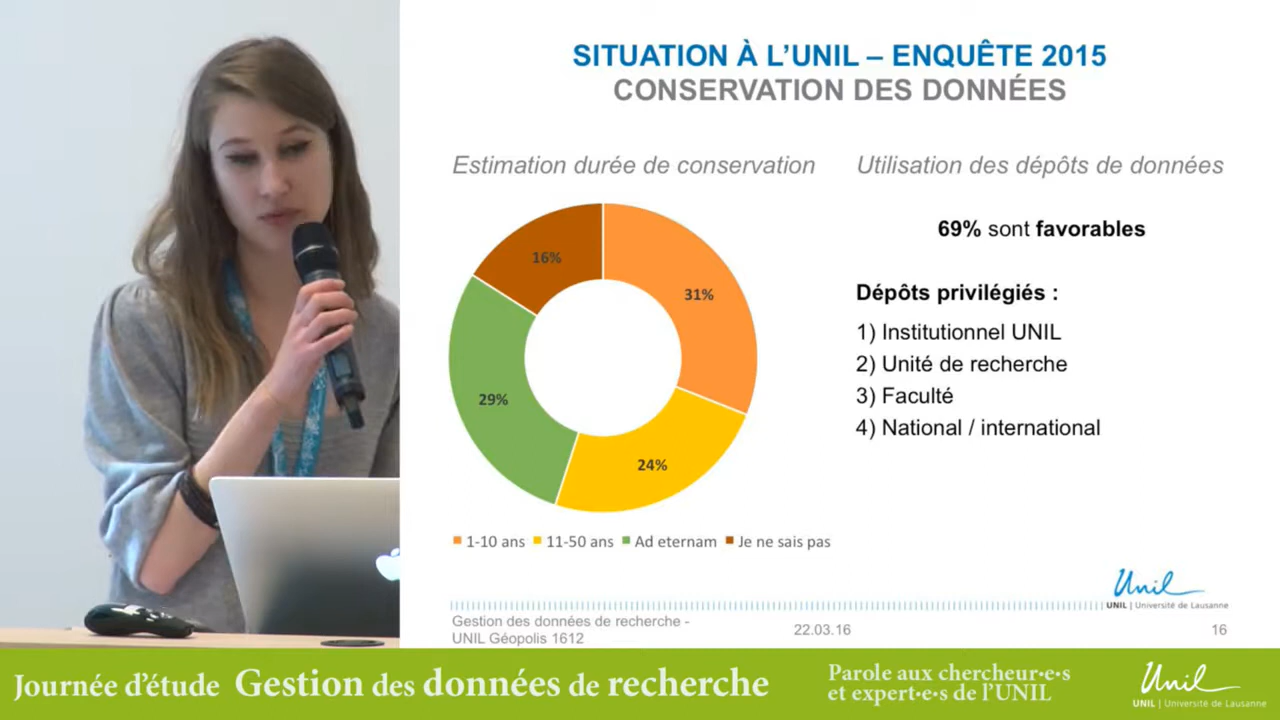 SITUATION À L'UNIL – ENQUÊTE 2015
CONSERVATION DES DONNÉES
Estimation durée de conservation
Utilisation des dépôts de données
16%
31%
29%
24%
1-10 ans 11-50 ans Ad eternam Je ne sais pas
69% sont favorables
Dépôts privilégiés :
1) Institutionnel UNIL
2) Unité de recherche
3) Faculté
4) National / international
Unil
UNIL | Université de Lausanne
Gestion des données de recherche -
UNIL Géopolis 1612
22.03.16
16
Journée d'étude Gestion des données de recherche
Parole aux chercheur•e•s
et expert•e•s de l'UNIL
Unil
UNIL | Université de Lausanne